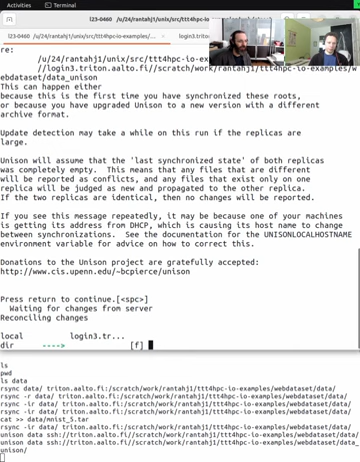 Activities
Terminal
l23-0460
/u/24/rantahj1/unix/src/ttt4hpc-io-examples/webdataset/data_
l23-0460: /u/24/rantahj1/unix/src/ttt4hpc-io-examples/...
login3.triton
re:
/u/24/rantahj1/unix/src/ttt4hpc-io-exam
//login3.triton.aalto.fi//scratch/work/rantahj1/ttt4hpc-io-examples/w
ebdataset/data_unison
This can happen either
because this is the first time you have synchronized these roots,
or because you have upgraded Unison to a new version with a different
archive format.
Update detection may take a while on this run if the replicas are
large.
Unison will assume that the 'last synchronized state' of both replicas
was completely empty.  This means that any files that are different
will be reported as conflicts, and any files that exist only on one
replica will be judged as new and propagated to the other replica.
If the two replicas are identical, then no changes will be reported.
If you see this message repeatedly, it may be because one of your machines
is getting its address from DHCP, which is causing its host name to change
between synchronizations.  See the documentation for the UNISONLOCALHOSTNAME
environment variable for advice on how to correct this.
Donations to the Unison project are gratefully accepted:
http://www.cis.upenn.edu/~bcpierce/unison
Press return to continue.[<spc>]
Waiting for changes from server
Reconciling changes
local login3.tr...
dir ----> [f]
ls
pwd
ls data
rsync data/ triton.aalto.fi:/scratch/work/rantahj1/ttt4hpc-io-examples/webdataset/data/
rsync -r data/ triton.aalto.fi:/scratch/work/rantahj1/ttt4hpc-io-examples/webdataset/data/
rsync -ir data/ triton.aalto.fi:/scratch/work/rantahj1/ttt4hpc-io-examples/webdataset/data/
cat >> data/mnist_5.tar
rsync -ir data/ triton.aalto.fi:/scratch/work/rantahj1/ttt4hpc-io-examples/webdataset/data/
unison data ssh://triton.aalto.fi//scratch/work/rantahj1/ttt4hpc-io-examples/webdataset/data/
unison data ssh://triton.aalto.fi//scratch/work/rantahj1/ttt4hpc-io-examples/webdataset/data_
unison/